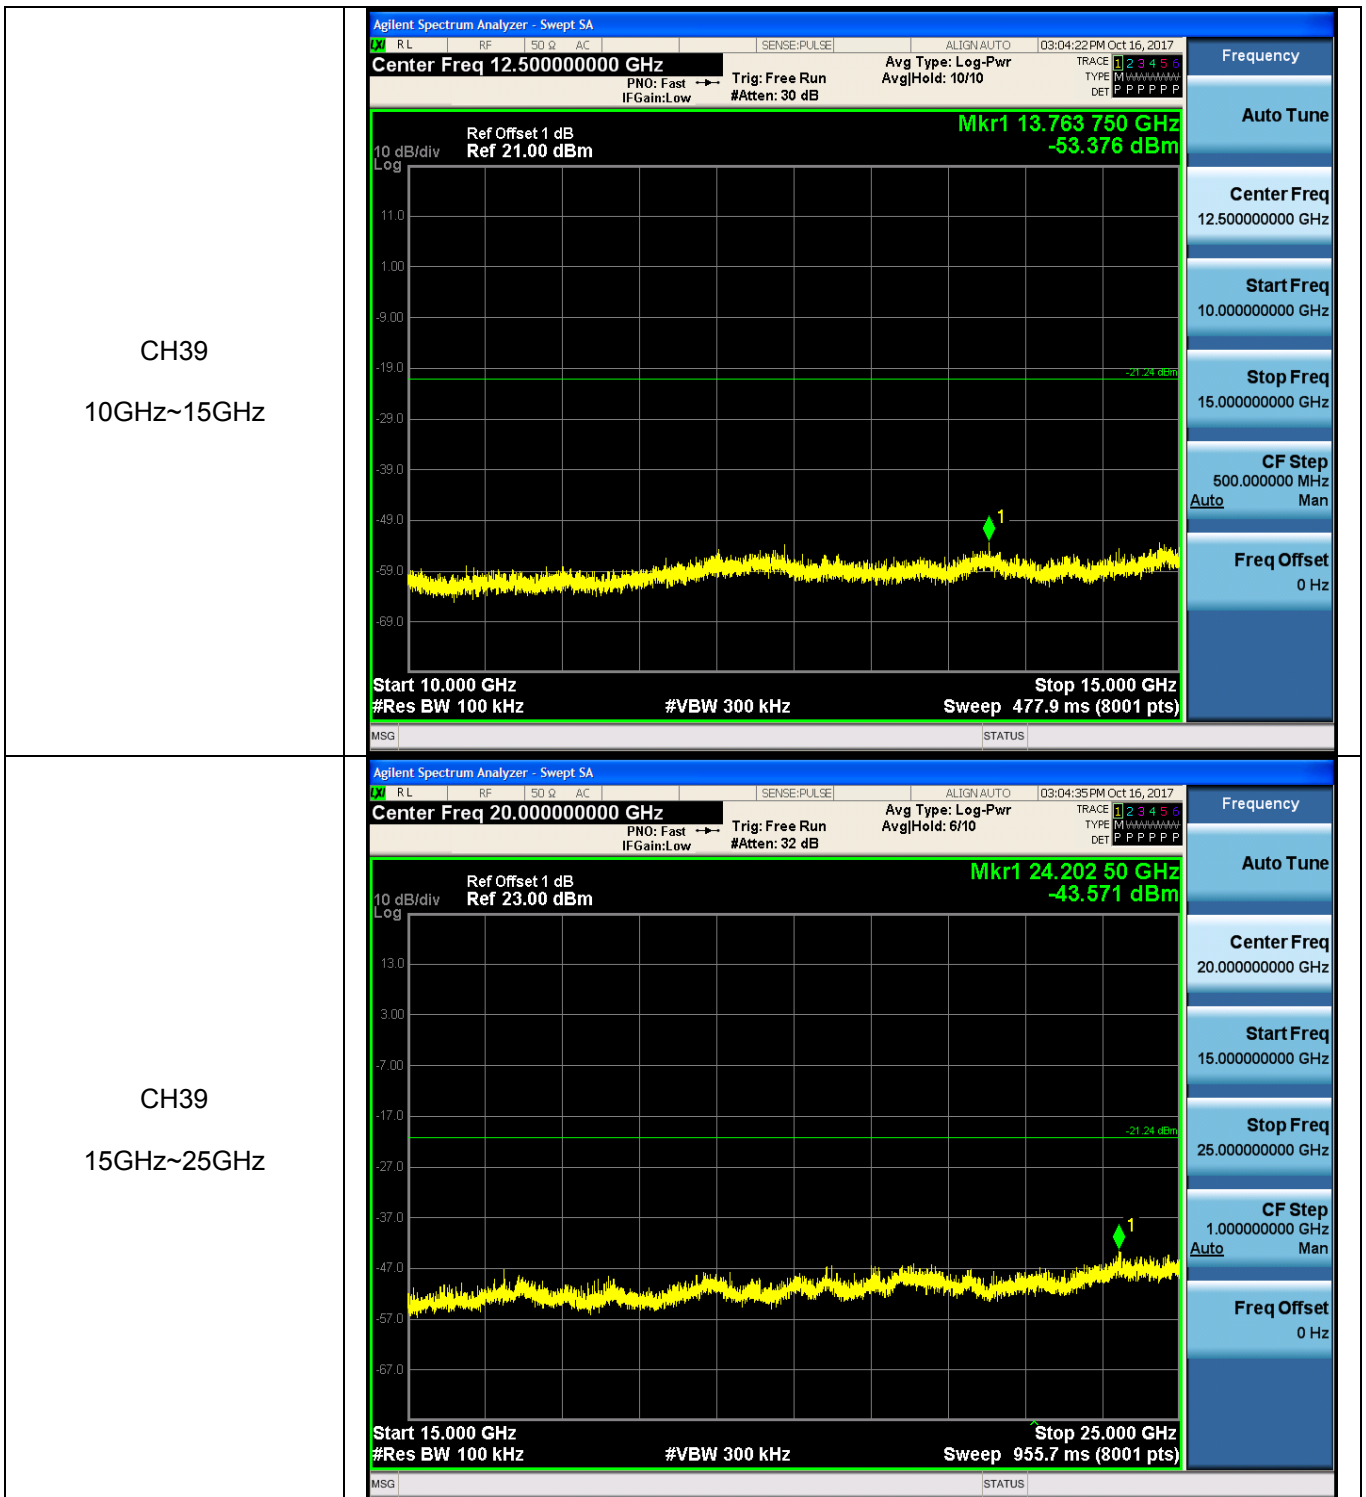 CH39
10GHz~15GHz
Agilent Spectrum Analyzer - Swept SA
LXI RL RF 50 Ω AC SENSE:PULSE ALIGN AUTO 03:04:22 PM Oct 16, 2017
Center Freq 12.500000000 GHz
PNO: Fast
IFGain:Low
Trig: Free Run
#Atten: 30 dB
Avg Type: Log-Pwr
Avg|Hold: 10/10
TRACE 1 2 3 4 5 6
TYPE M
DET P P P P P P
Mkr1 13.763 750 GHz
-53.376 dBm
Ref Offset 1 dB
10 dB/div Ref 21.00 dBm
Log
11.0
1.00
-9.00
-19.0
-21.24 dBm
-29.0
-39.0
-49.0
1
-59.0
-69.0
Start 10.000 GHz Stop 15.000 GHz
#Res BW 100 kHz #VBW 300 kHz Sweep 477.9 ms (8001 pts)
MSG STATUS
Frequency
Auto Tune
Center Freq
12.500000000 GHz
Start Freq
10.000000000 GHz
Stop Freq
15.000000000 GHz
CF Step
500.000000 MHz
Auto Man
Freq Offset
0 Hz
CH39
15GHz~25GHz
Agilent Spectrum Analyzer - Swept SA
LXI RL RF 50 Ω AC SENSE:PULSE ALIGN AUTO 03:04:35 PM Oct 16, 2017
Center Freq 20.000000000 GHz
PNO: Fast
IFGain:Low
Trig: Free Run
#Atten: 32 dB
Avg Type: Log-Pwr
Avg|Hold: 6/10
TRACE 1 2 3 4 5 6
TYPE M
DET P P P P P P
Mkr1 24.202 50 GHz
-43.571 dBm
Ref Offset 1 dB
10 dB/div Ref 23.00 dBm
Log
13.0
3.00
-7.00
-17.0
-21.24 dBm
-27.0
-37.0
1
-47.0
-57.0
-67.0
Start 15.000 GHz Stop 25.000 GHz
#Res BW 100 kHz #VBW 300 kHz Sweep 955.7 ms (8001 pts)
MSG STATUS
Frequency
Auto Tune
Center Freq
20.000000000 GHz
Start Freq
15.000000000 GHz
Stop Freq
25.000000000 GHz
CF Step
1.000000000 GHz
Auto Man
Freq Offset
0 Hz